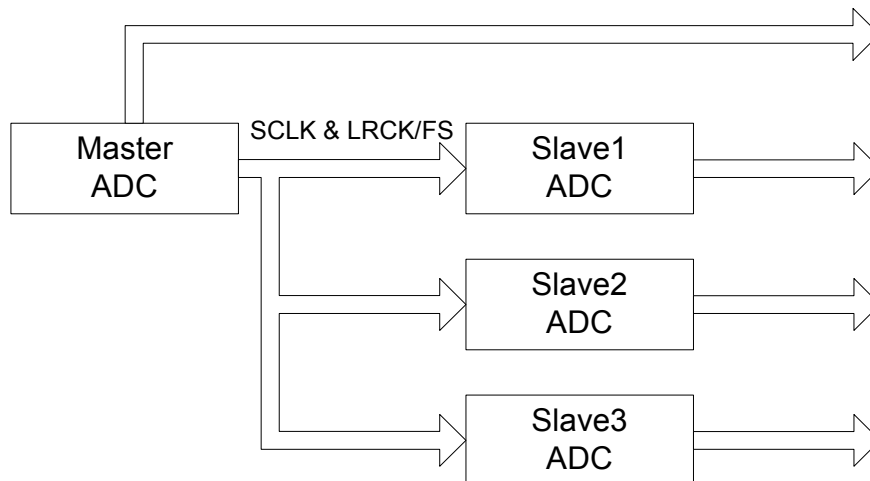 SCLK & LRCK/FS
Master
ADC
Slave1
ADC
Slave2
ADC
Slave3
ADC